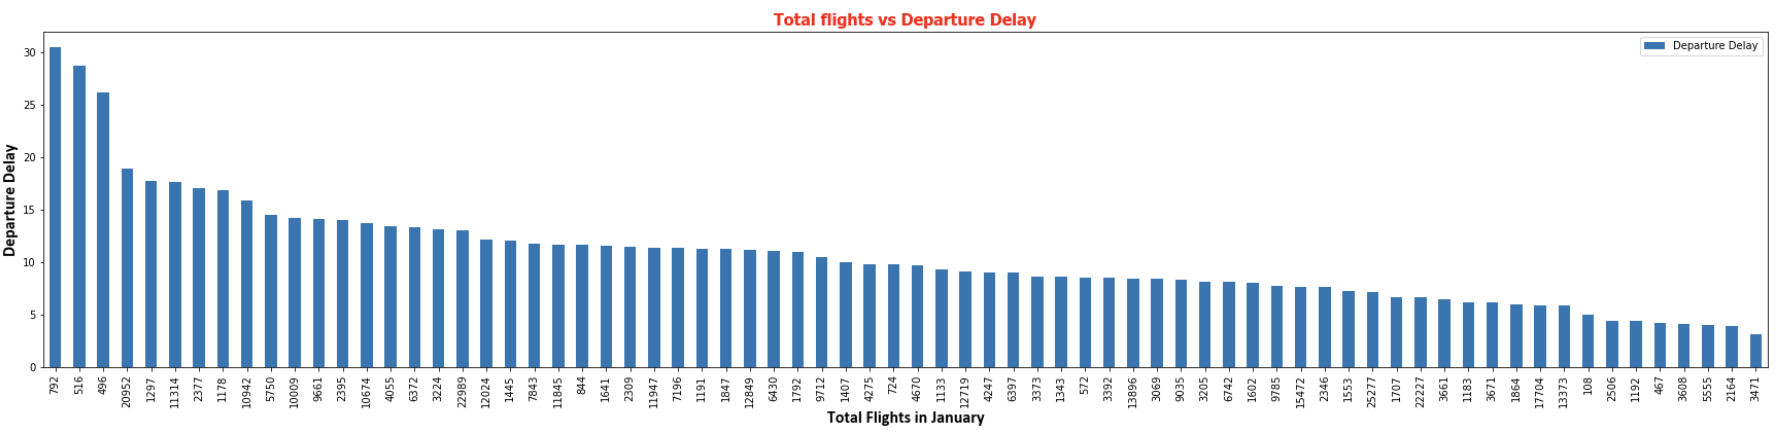 Total flights vs Departure Delay
Departure Delay
30
25
20
15
10
5
0
Departure Delay
792 516 496 20952 1297 11314 2377 1178 10942 5750 10009 9661 2395 10674 4055 6372 3224 22989 12024 1445 7843 11845 844 1641 2309 11947 7196 1191 1847 12849 6430 1792 9712 1407 4275 724 4670 1133 12719 4247 6397 3373 1343 572 3392 13896 3069 9035 3205 6742 1602 9785 15472 2346 1553 25277 1707 22227 3661 1183 3671 1864 17704 13373 108 2506 1192 467 3608 5555 2164 3471
Total Flights in January